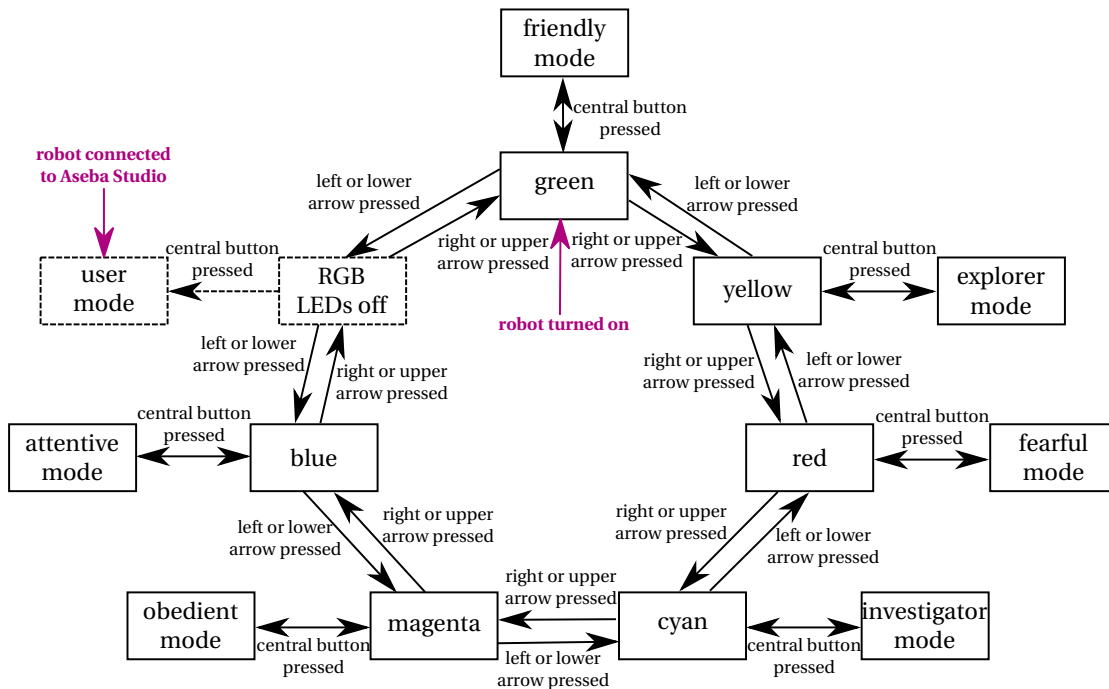 friendly
mode
central button
pressed
robot connected
to Aseba Studio
green
left or lower
arrow pressed
left or lower
arrow pressed
right or upper
arrow pressed
right or upper
arrow pressed
central button
pressed
user
mode
RGB
LEDs off
robot turned on
yellow
central button
pressed
explorer
mode
left or lower
arrow pressed
right or upper
arrow pressed
right or upper
arrow pressed
left or lower
arrow pressed
attentive
mode
central button
pressed
blue
red
central button
pressed
fearful
mode
left or lower
arrow pressed
right or upper
arrow pressed
right or upper
arrow pressed
left or lower
arrow pressed
obedient
mode
central button
pressed
magenta
right or upper
arrow pressed
left or lower
arrow pressed
cyan
central button
pressed
investigator
mode